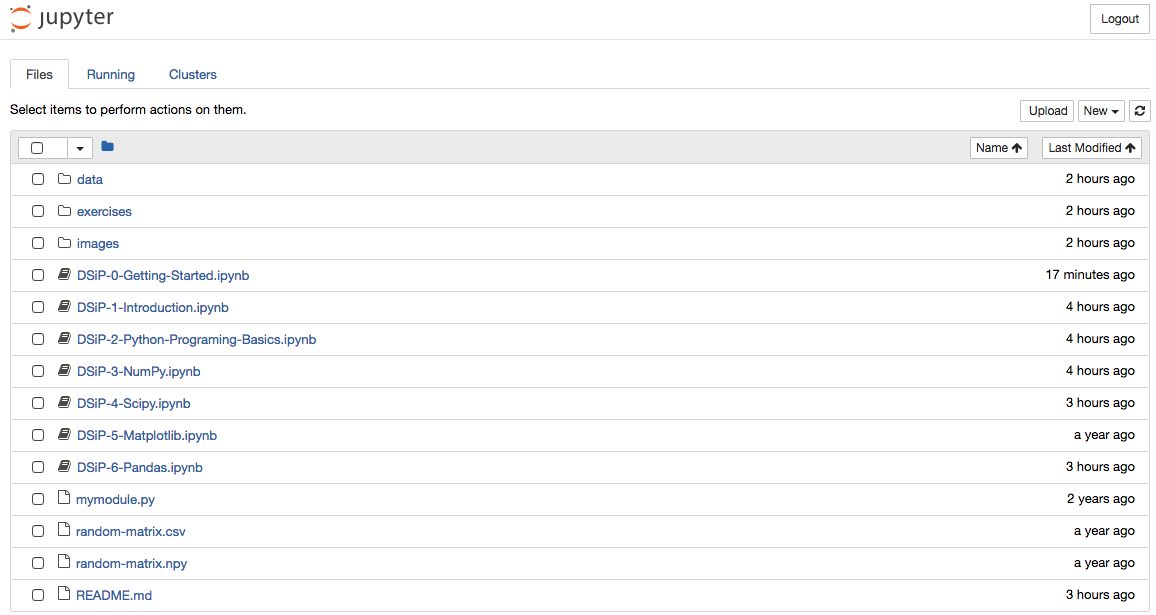 jupyter
Logout
Files Running Clusters
Select items to perform actions on them.
Upload New
Name Last Modified
data 2 hours ago
exercises 2 hours ago
images 2 hours ago
DSiP-0-Getting-Started.ipynb 17 minutes ago
DSiP-1-Introduction.ipynb 4 hours ago
DSiP-2-Python-Programing-Basics.ipynb 4 hours ago
DSiP-3-NumPy.ipynb 4 hours ago
DSiP-4-Scipy.ipynb 3 hours ago
DSiP-5-Matplotlib.ipynb a year ago
DSiP-6-Pandas.ipynb 3 hours ago
mymodule.py 2 years ago
random-matrix.csv a year ago
random-matrix.npy a year ago
README.md 3 hours ago